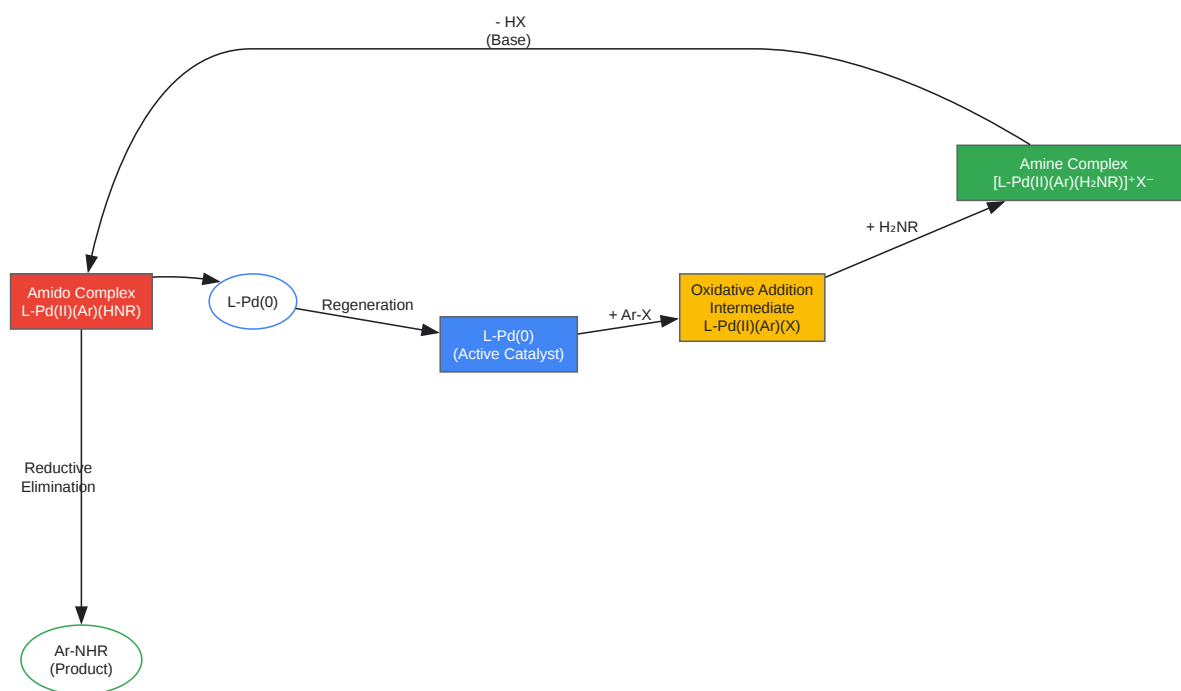 - HX
(Base)
Amine Complex
[L-Pd(II)(Ar)(H₂NR)]⁺X⁻
+ H₂NR
Amido Complex
L-Pd(II)(Ar)(HNR)
L-Pd(0)
Regeneration
L-Pd(0)
(Active Catalyst)
+ Ar-X
Oxidative Addition
Intermediate
L-Pd(II)(Ar)(X)
Reductive
Elimination
Ar-NHR
(Product)